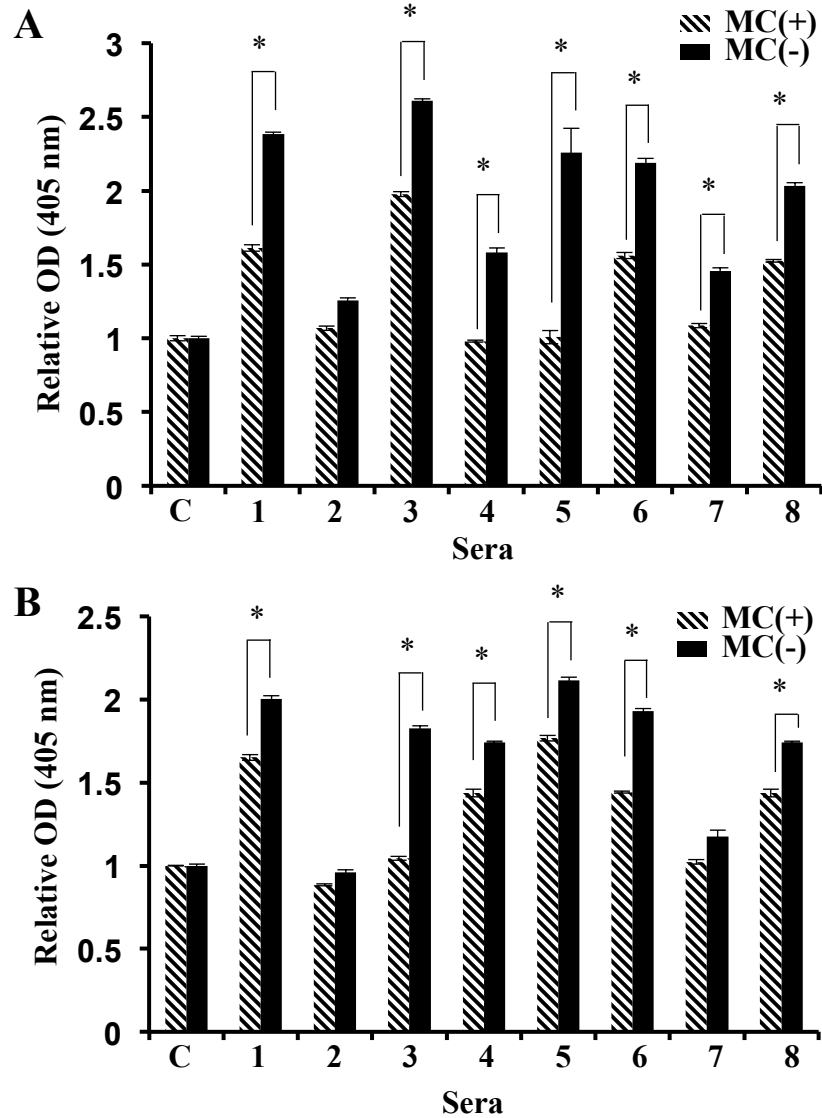 A
MC(+)
MC(-)
Relative OD (405 nm)
3
2.5
2
1.5
1
0.5
0
* * * * * * *
C 1 2 3 4 5 6 7 8
Sera
B
MC(+)
MC(-)
Relative OD (405 nm)
2.5
2
1.5
1
0.5
0
* * * * * *
C 1 2 3 4 5 6 7 8
Sera